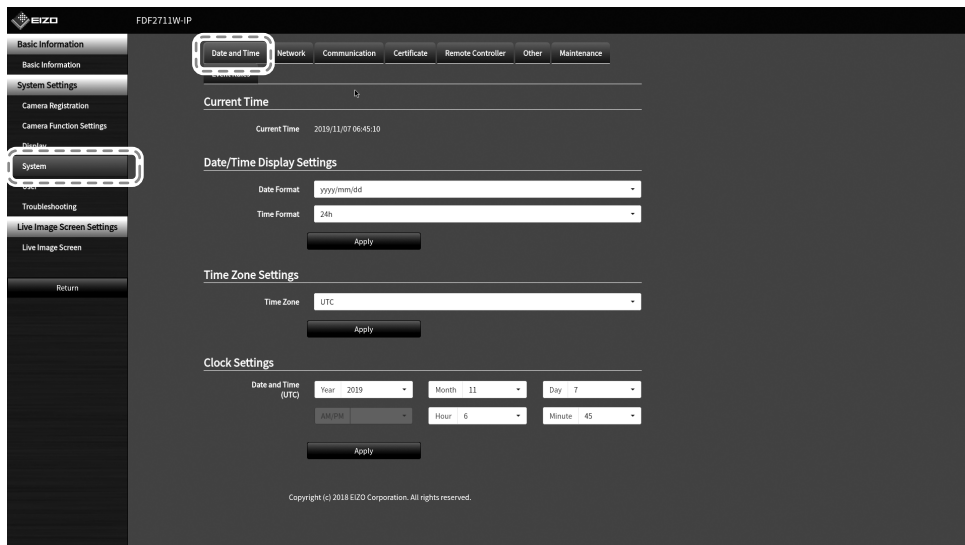 EIZO FDF2711W-IP
Basic Information
Basic Information
System Settings
Camera Registration
Camera Function Settings
Display
System
User
Troubleshooting
Live Image Screen Settings
Live Image Screen
Return
Date and Time Network Communication Certificate Remote Controller Other Maintenance
Event Rules
Current Time
Current Time 2019/11/07 06:45:10
Date/Time Display Settings
Date Format yyyy/mm/dd
Time Format 24h
Apply
Time Zone Settings
Time Zone UTC
Apply
Clock Settings
Date and Time
(UTC)
Year 2019 Month 11 Day 7
AM/PM Hour 6 Minute 45
Apply
Copyright (c) 2018 EIZO Corporation. All rights reserved.